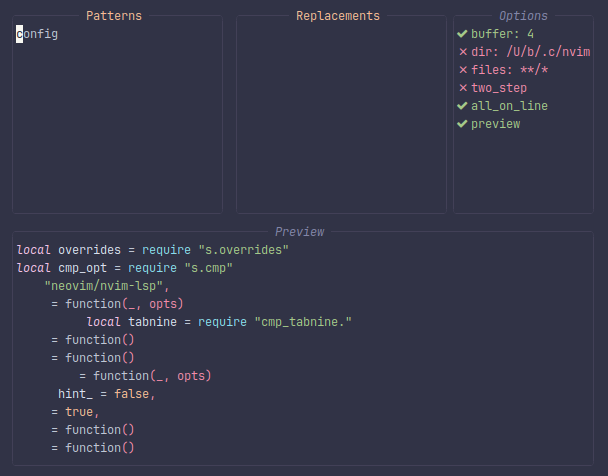 Patterns
config
Replacements
Options
✔ buffer: 4
✕ dir: /U/b/.c/nvim
✕ files: **/*
✕ two_step
✔ all_on_line
✔ preview
Preview
local overrides = require "s.overrides"
local cmp_opt = require "s.cmp"
    "neovim/nvim-lsp",
     = function(_, opts)
          local tabnine = require "cmp_tabnine."
     = function()
     = function()
         = function(_, opts)
      hint_ = false,
     = true,
     = function()
     = function()